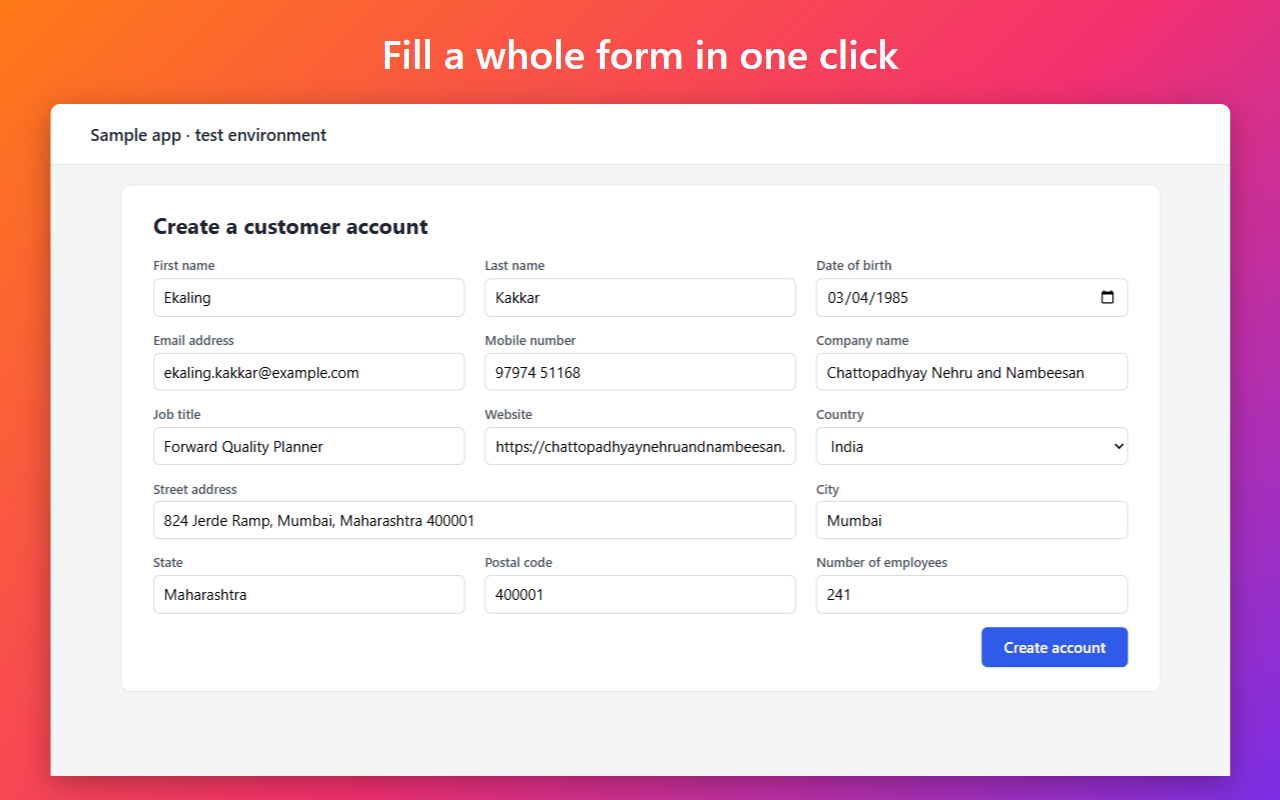 Fill a whole form in one click
Sample app · test environment
Create a customer account
First name
Last name
Date of birth
Ekaling
Kakkar
03/04/1985
Email address
Mobile number
Company name
ekaling.kakkar@example.com
97974 51168
Chattopadhyay Nehru and Nambeesan
Job title
Website
Country
Forward Quality Planner
https://chattopadhyaynehruandnambeesan.
India
Street address
City
824 Jerde Ramp, Mumbai, Maharashtra 400001
Mumbai
State
Postal code
Number of employees
Maharashtra
400001
241
Create account